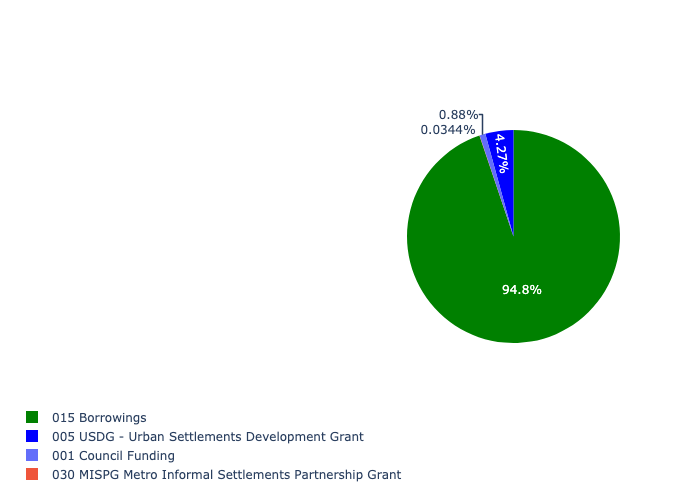 0.88%
0.0344%
4.27%
94.8%
015 Borrowings
005 USDG - Urban Settlements Development Grant
001 Council Funding
030 MISPG Metro Informal Settlements Partnership Grant